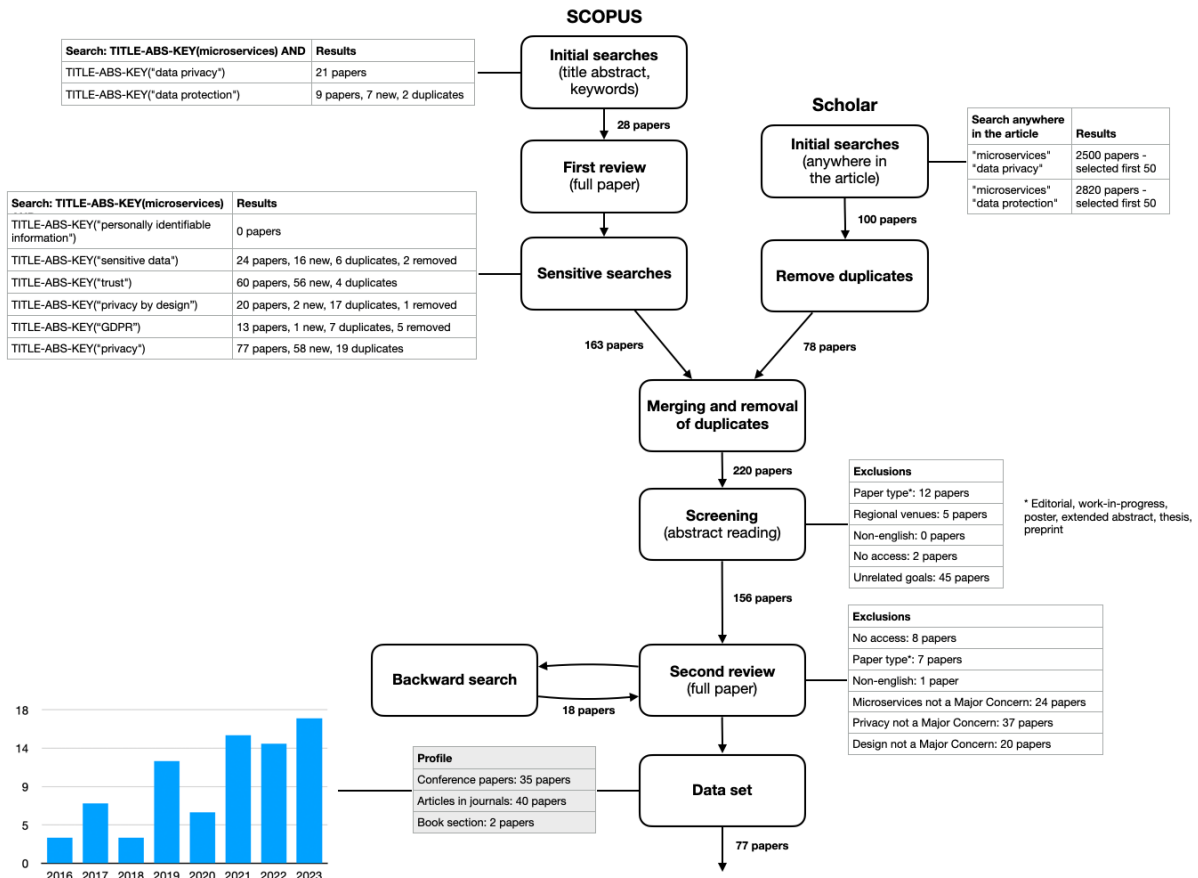 SCOPUS
Search: TITLE-ABS-KEY(microservices) AND Results
TITLE-ABS-KEY("data privacy") 21 papers
TITLE-ABS-KEY("data protection") 9 papers, 7 new, 2 duplicates
Initial searches
(title abstract,
keywords)
28 papers
First review
(full paper)
Search: TITLE-ABS-KEY(microservices) Results
TITLE-ABS-KEY("personally identifiable
information") 0 papers
TITLE-ABS-KEY("sensitive data") 24 papers, 16 new, 6 duplicates, 2 removed
TITLE-ABS-KEY("trust") 60 papers, 56 new, 4 duplicates
TITLE-ABS-KEY("privacy by design") 20 papers, 2 new, 17 duplicates, 1 removed
TITLE-ABS-KEY("GDPR") 13 papers, 1 new, 7 duplicates, 5 removed
TITLE-ABS-KEY("privacy") 77 papers, 58 new, 19 duplicates
Sensitive searches
163 papers
Scholar
Initial searches
(anywhere in
the article)
Search anywhere
in the article Results
"microservices" 2500 papers -
"data privacy" selected first 50
"microservices" 2820 papers -
"data protection" selected first 50
100 papers
Remove duplicates
78 papers
Merging and removal
of duplicates
220 papers
Screening
(abstract reading)
Exclusions
Paper type*: 12 papers
Regional venues: 5 papers
Non-english: 0 papers
No access: 2 papers
Unrelated goals: 45 papers
* Editorial, work-in-progress,
poster, extended abstract, thesis,
preprint
156 papers
Second review
(full paper)
Exclusions
No access: 8 papers
Paper type*: 7 papers
Non-english: 1 paper
Microservices not a Major Concern: 24 papers
Privacy not a Major Concern: 37 papers
Design not a Major Concern: 20 papers
Backward search
18 papers
Data set
Profile
Conference papers: 35 papers
Articles in journals: 40 papers
Book section: 2 papers
77 papers
18
14
9
5
0
2016 2017 2018 2019 2020 2021 2022 2023